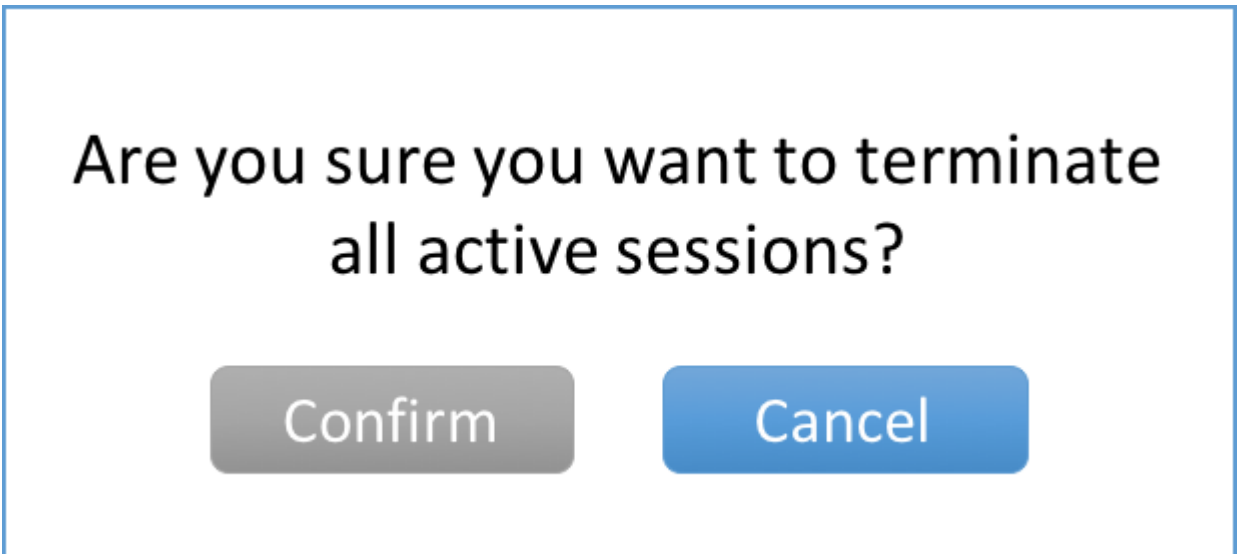 Are you sure you want to terminate
all active sessions?
Confirm Cancel